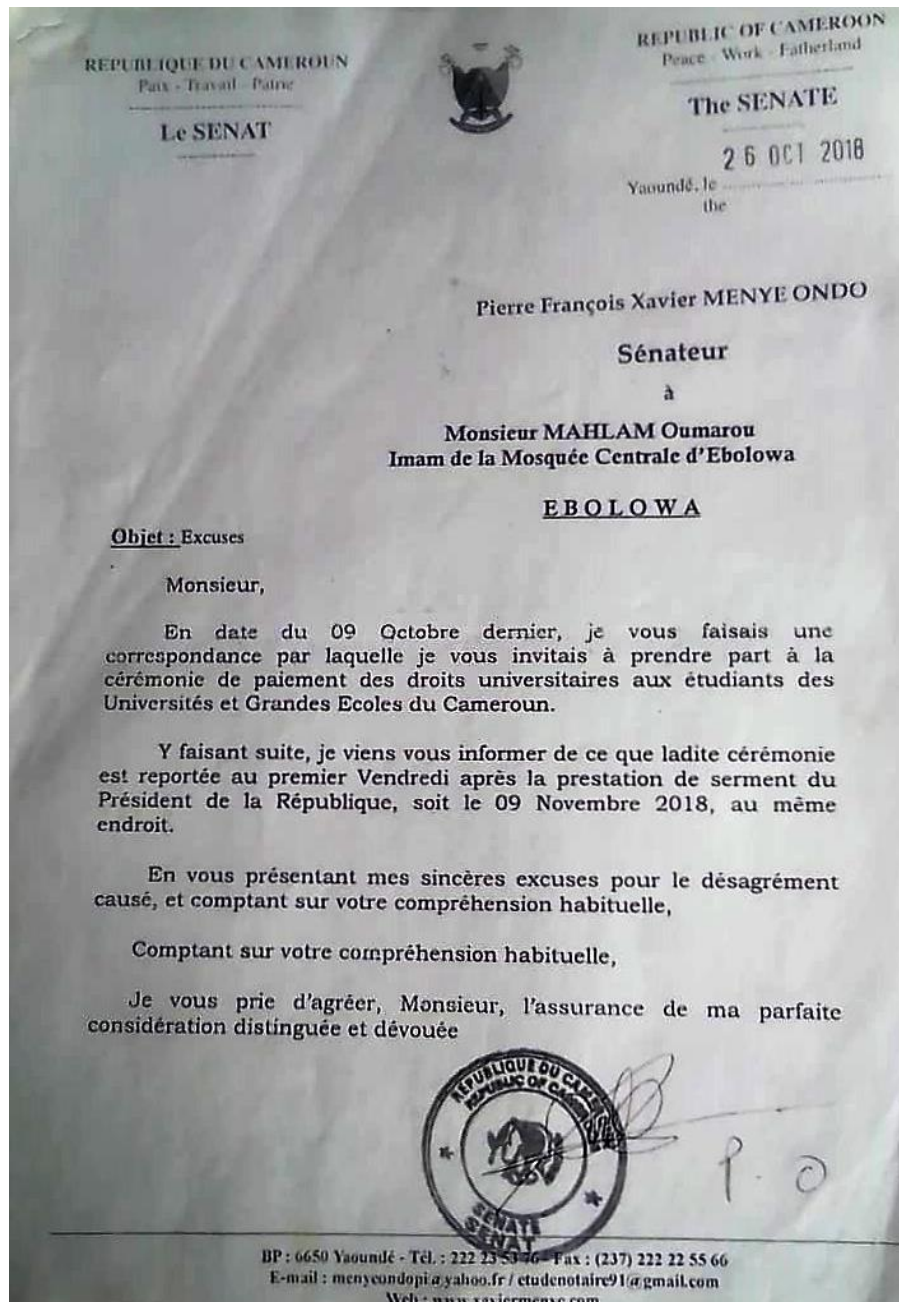 REPUBLIQUE DU CAMEROUN
Paix - Travail - Patrie
Le SENAT
REPUBLIC OF CAMEROON
Peace - Work - Fatherland
The SENATE
26 OCT 2018
Yaoundé, le
the
Pierre François Xavier MENYE ONDO
Sénateur
à
Monsieur MAHLAM Oumarou
Imam de la Mosquée Centrale d'Ebolowa
EBOLOWA
Objet : Excuses
Monsieur,
En date du 09 Octobre dernier, je vous faisais une
correspondance par laquelle je vous invitais à prendre part à la
cérémonie de paiement des droits universitaires aux étudiants des
Universités et Grandes Ecoles du Cameroun.
Y faisant suite, je viens vous informer de ce que ladite cérémonie
est reportée au premier Vendredi après la prestation de serment du
Président de la République, soit le 09 Novembre 2018, au même
endroit.
En vous présentant mes sincères excuses pour le désagrément
causé, et comptant sur votre compréhension habituelle,
Comptant sur votre compréhension habituelle,
Je vous prie d'agréer, Monsieur, l'assurance de ma parfaite
considération distinguée et dévouée
REPUBLIQUE DU
REPUBLIC OF
SENATE
SENAT
P.O
BP : 6650 Yaoundé - Tél. : 222 23 53 76 - Fax : (237) 222 22 55 66
E-mail : menyeondopi@yahoo.fr / etudenotaire91@gmail.com
Web : www.xaviermenye.com